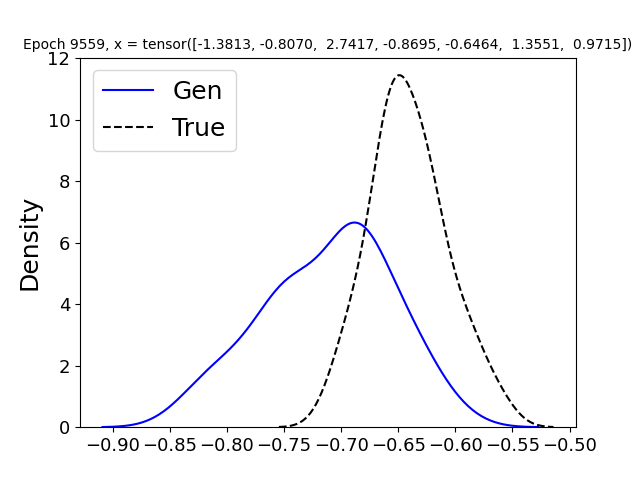 Epoch 9559, x = tensor([-1.3813, -0.8070,  2.7417, -0.8695, -0.6464,  1.3551,  0.9715])
12
10
8
6
4
2
0
Density
Gen
True
−0.90 −0.85 −0.80 −0.75 −0.70 −0.65 −0.60 −0.55 −0.50